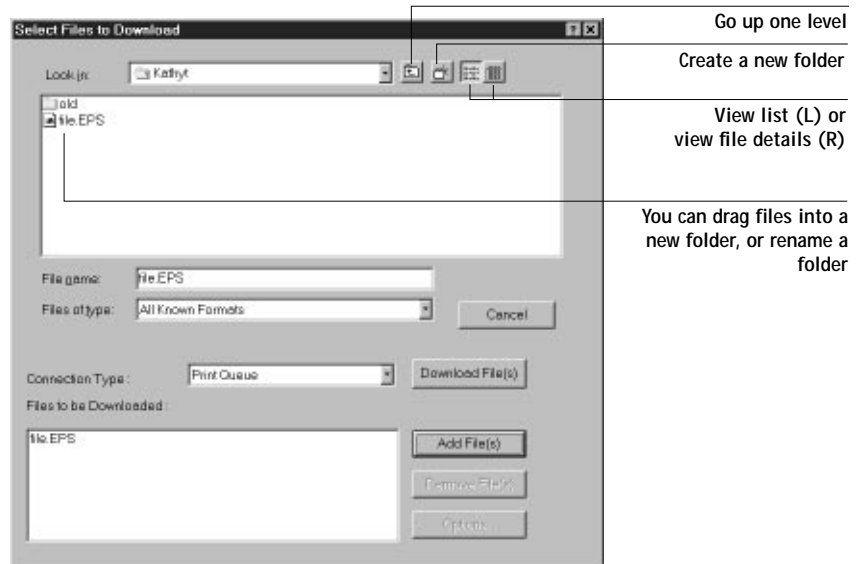 Select Files to Download
Go up one level
Create a new folder
View list (L) or
view file details (R)
You can drag files into a
new folder, or rename a
folder
Look in:
Kathyt
old
file.EPS
File name:
file.EPS
Files of type:
All Known Formats
Cancel
Connection Type:
Print Queue
Download File(s)
Files to be Downloaded:
file.EPS
Add File(s)
Remove File(s)
Options